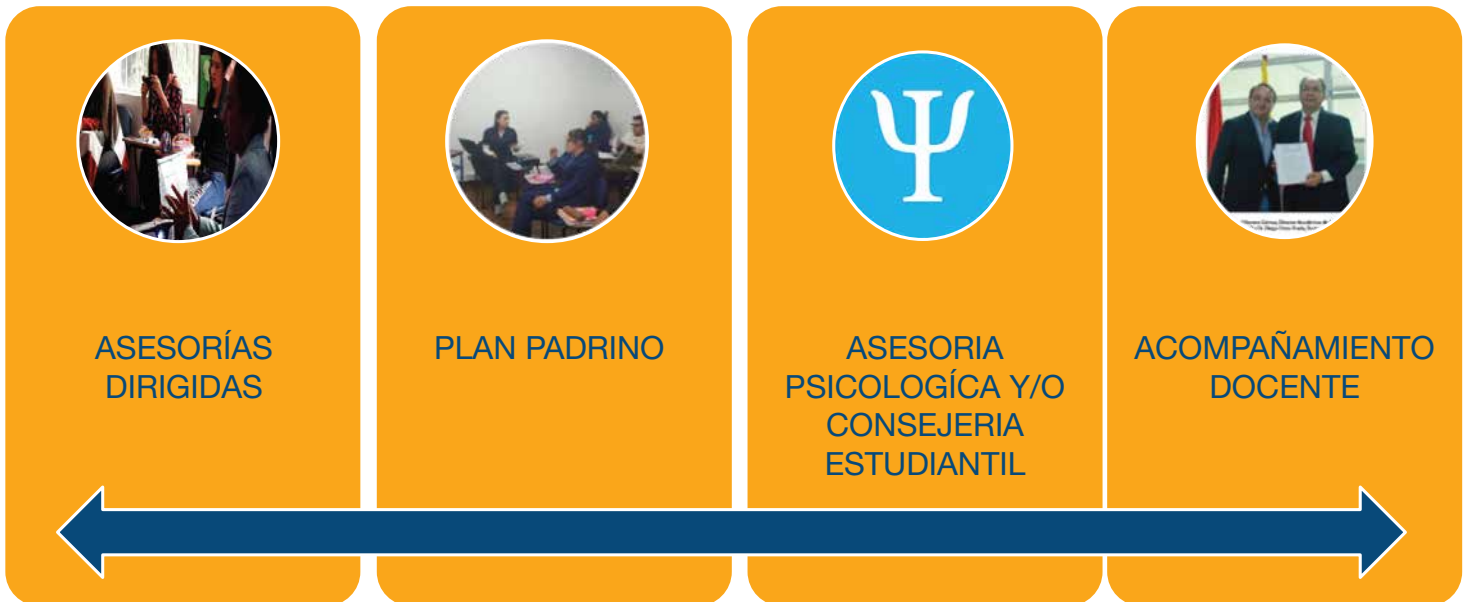 ASESORÍAS
DIRIGIDAS
PLAN PADRINO
ASESORIA
PSICOLOGÍCA Y/O
CONSEJERIA
ESTUDIANTIL
ACOMPAÑAMIENTO
DOCENTE